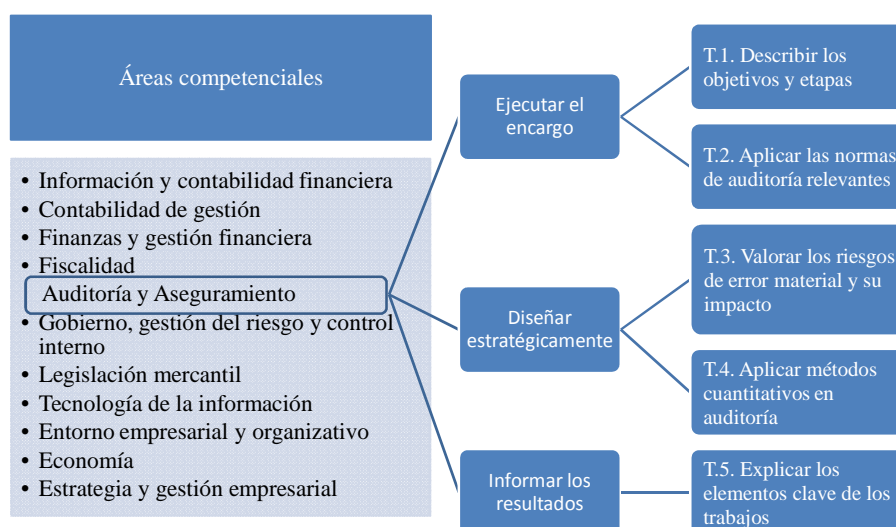 Áreas competenciales
• Información y contabilidad financiera
• Contabilidad de gestión
• Finanzas y gestión financiera
• Fiscalidad
Auditoría y Aseguramiento
• Gobierno, gestión del riesgo y control
interno
• Legislación mercantil
• Tecnología de la información
• Entorno empresarial y organizativo
• Economía
• Estrategia y gestión empresarial
Ejecutar el
encargo
Diseñar
estratégicamente
Informar los
resultados
T.1. Describir los
objetivos y etapas
T.2. Aplicar las normas
de auditoría relevantes
T.3. Valorar los riesgos
de error material y su
impacto
T.4. Aplicar métodos
cuantitativos en
auditoría
T.5. Explicar los
elementos clave de los
trabajos